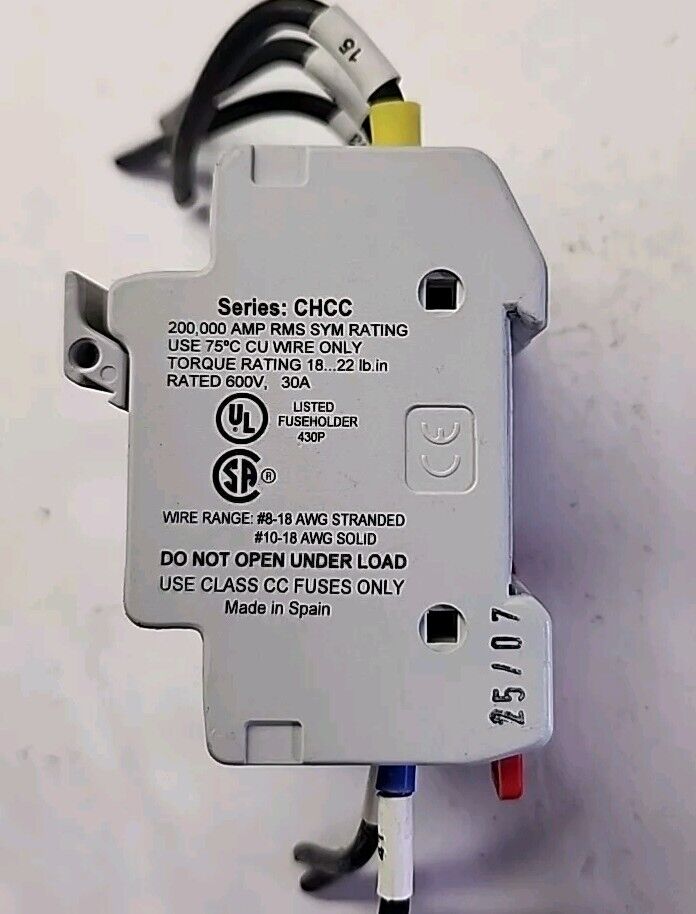 15
Series: CHCC
200,000 AMP RMS SYM RATING
USE 75°C CU WIRE ONLY
TORQUE RATING 18...22 lb.in
RATED 600V, 30A
UL
LISTED
FUSEHOLDER
430P
CE
SA ®
WIRE RANGE: #8-18 AWG STRANDED
#10-18 AWG SOLID
DO NOT OPEN UNDER LOAD
USE CLASS CC FUSES ONLY
Made in Spain
25/07